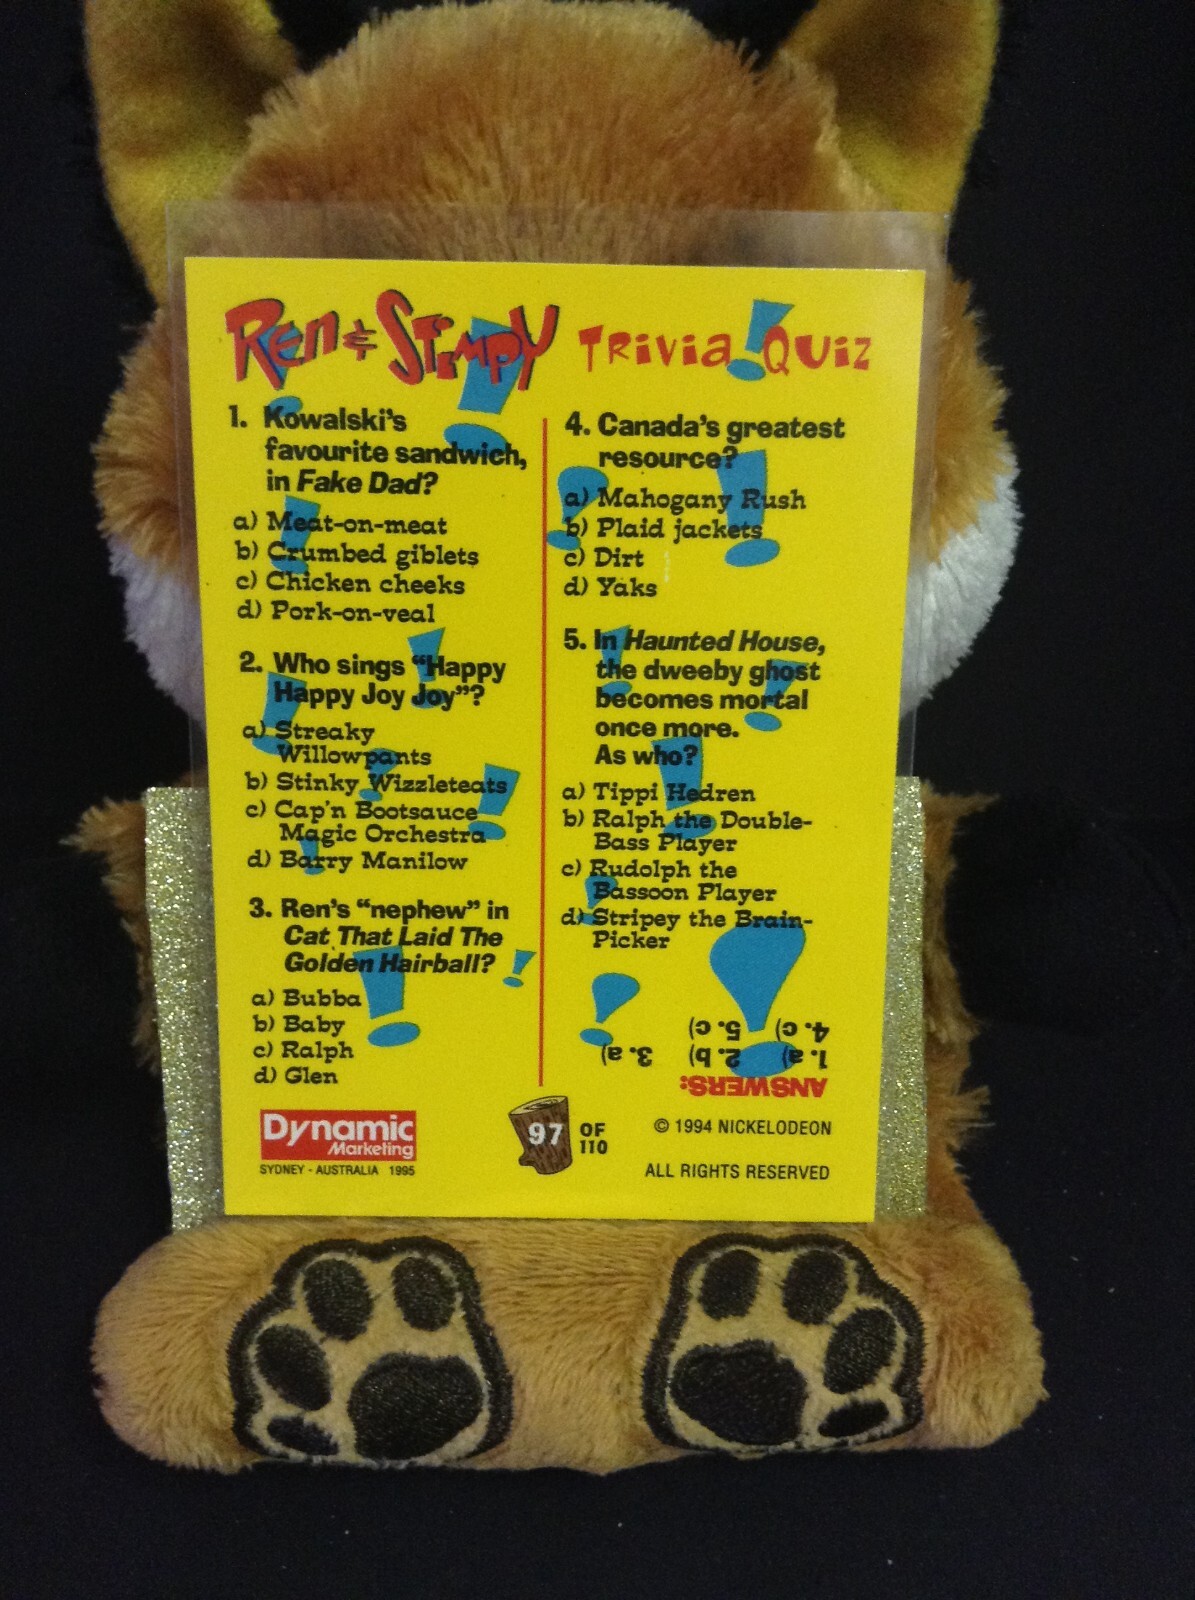 Ren & Stimpy Trivia Quiz
1. Kowalski's
favourite sandwich,
in Fake Dad?
a) Meat-on-meat
b) Crumbed giblets
c) Chicken cheeks
d) Pork-on-veal
2. Who sings "Happy
Happy Joy Joy"?
a) Streaky
Willowpants
b) Stinky Wizzleteats
c) Cap'n Bootsauce
Magic Orchestra
d) Barry Manilow
3. Ren's "nephew" in
Cat That Laid The
Golden Hairball?
a) Bubba
b) Baby
c) Ralph
d) Glen
4. Canada's greatest
resource?
a) Mahogany Rush
b) Plaid jackets
c) Dirt
d) Yaks
5. In Haunted House,
the dweeby ghost
becomes mortal
once more.
As who?
a) Tippi Hedren
b) Ralph the Double-
Bass Player
c) Rudolph the
Bassoon Player
d) Stripey the Brain-
Picker
ANSWERS:
1. a) 2. b) 3. a)
4. c) 5. c)
Dynamic
Marketing
SYDNEY - AUSTRALIA 1995
97 OF
110
© 1994 NICKELODEON
ALL RIGHTS RESERVED